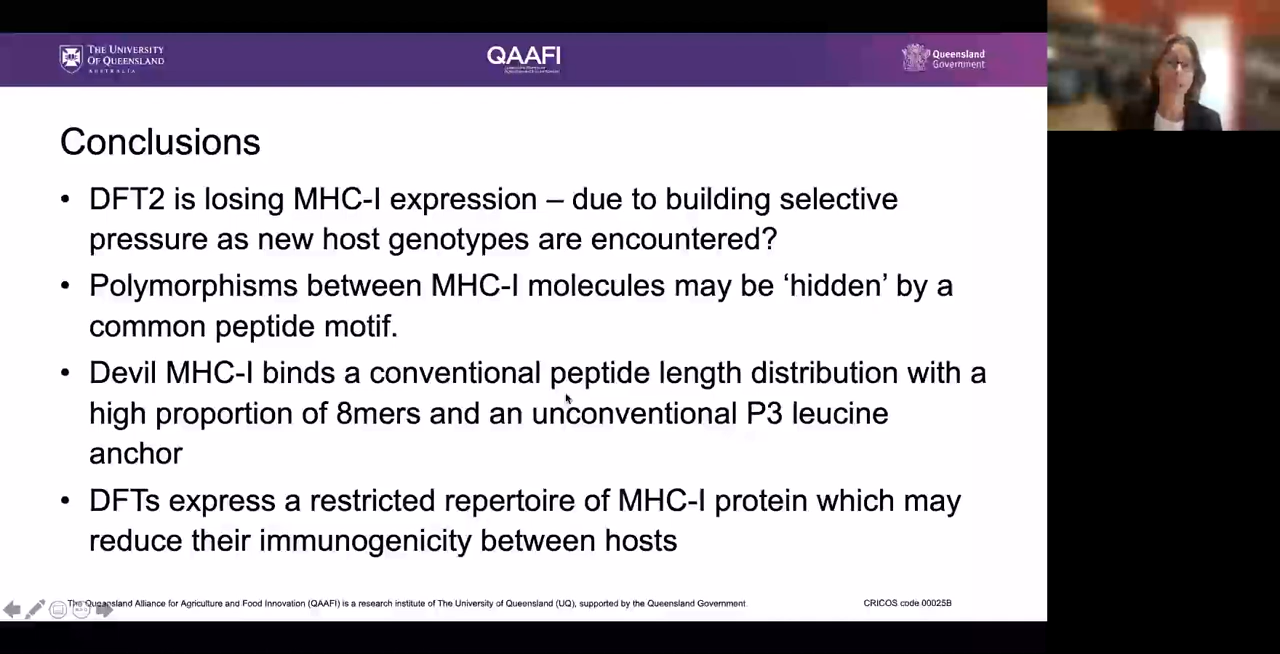 THE UNIVERSITY
OF QUEENSLAND
AUSTRALIA
QAAFI
Queensland
Government
Conclusions
• DFT2 is losing MHC-I expression – due to building selective
pressure as new host genotypes are encountered?
• Polymorphisms between MHC-I molecules may be ‘hidden’ by a
common peptide motif.
• Devil MHC-I binds a conventional peptide length distribution with a
high proportion of 8mers and an unconventional P3 leucine
anchor
• DFTs express a restricted repertoire of MHC-I protein which may
reduce their immunogenicity between hosts
The Queensland Alliance for Agriculture and Food Innovation (QAAFI) is a research institute of The University of Queensland (UQ), supported by the Queensland Government
CRICOS code 00025B